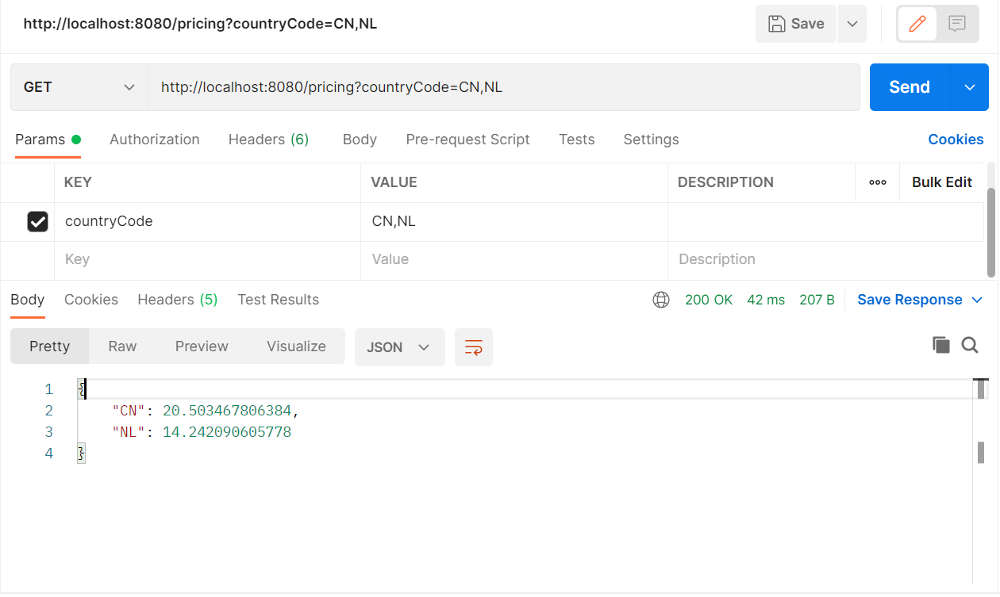 http://localhost:8080/pricing?countryCode=CN,NL Save
GET http://localhost:8080/pricing?countryCode=CN,NL Send
Params Authorization Headers (6) Body Pre-request Script Tests Settings Cookies
KEY VALUE DESCRIPTION ooo Bulk Edit
countryCode CN,NL
Key Value Description
Body Cookies Headers (5) Test Results 200 OK 42 ms 207 B Save Response
Pretty Raw Preview Visualize JSON
1 {
2 "CN": 20.503467806384,
3 "NL": 14.242090605778
4 }